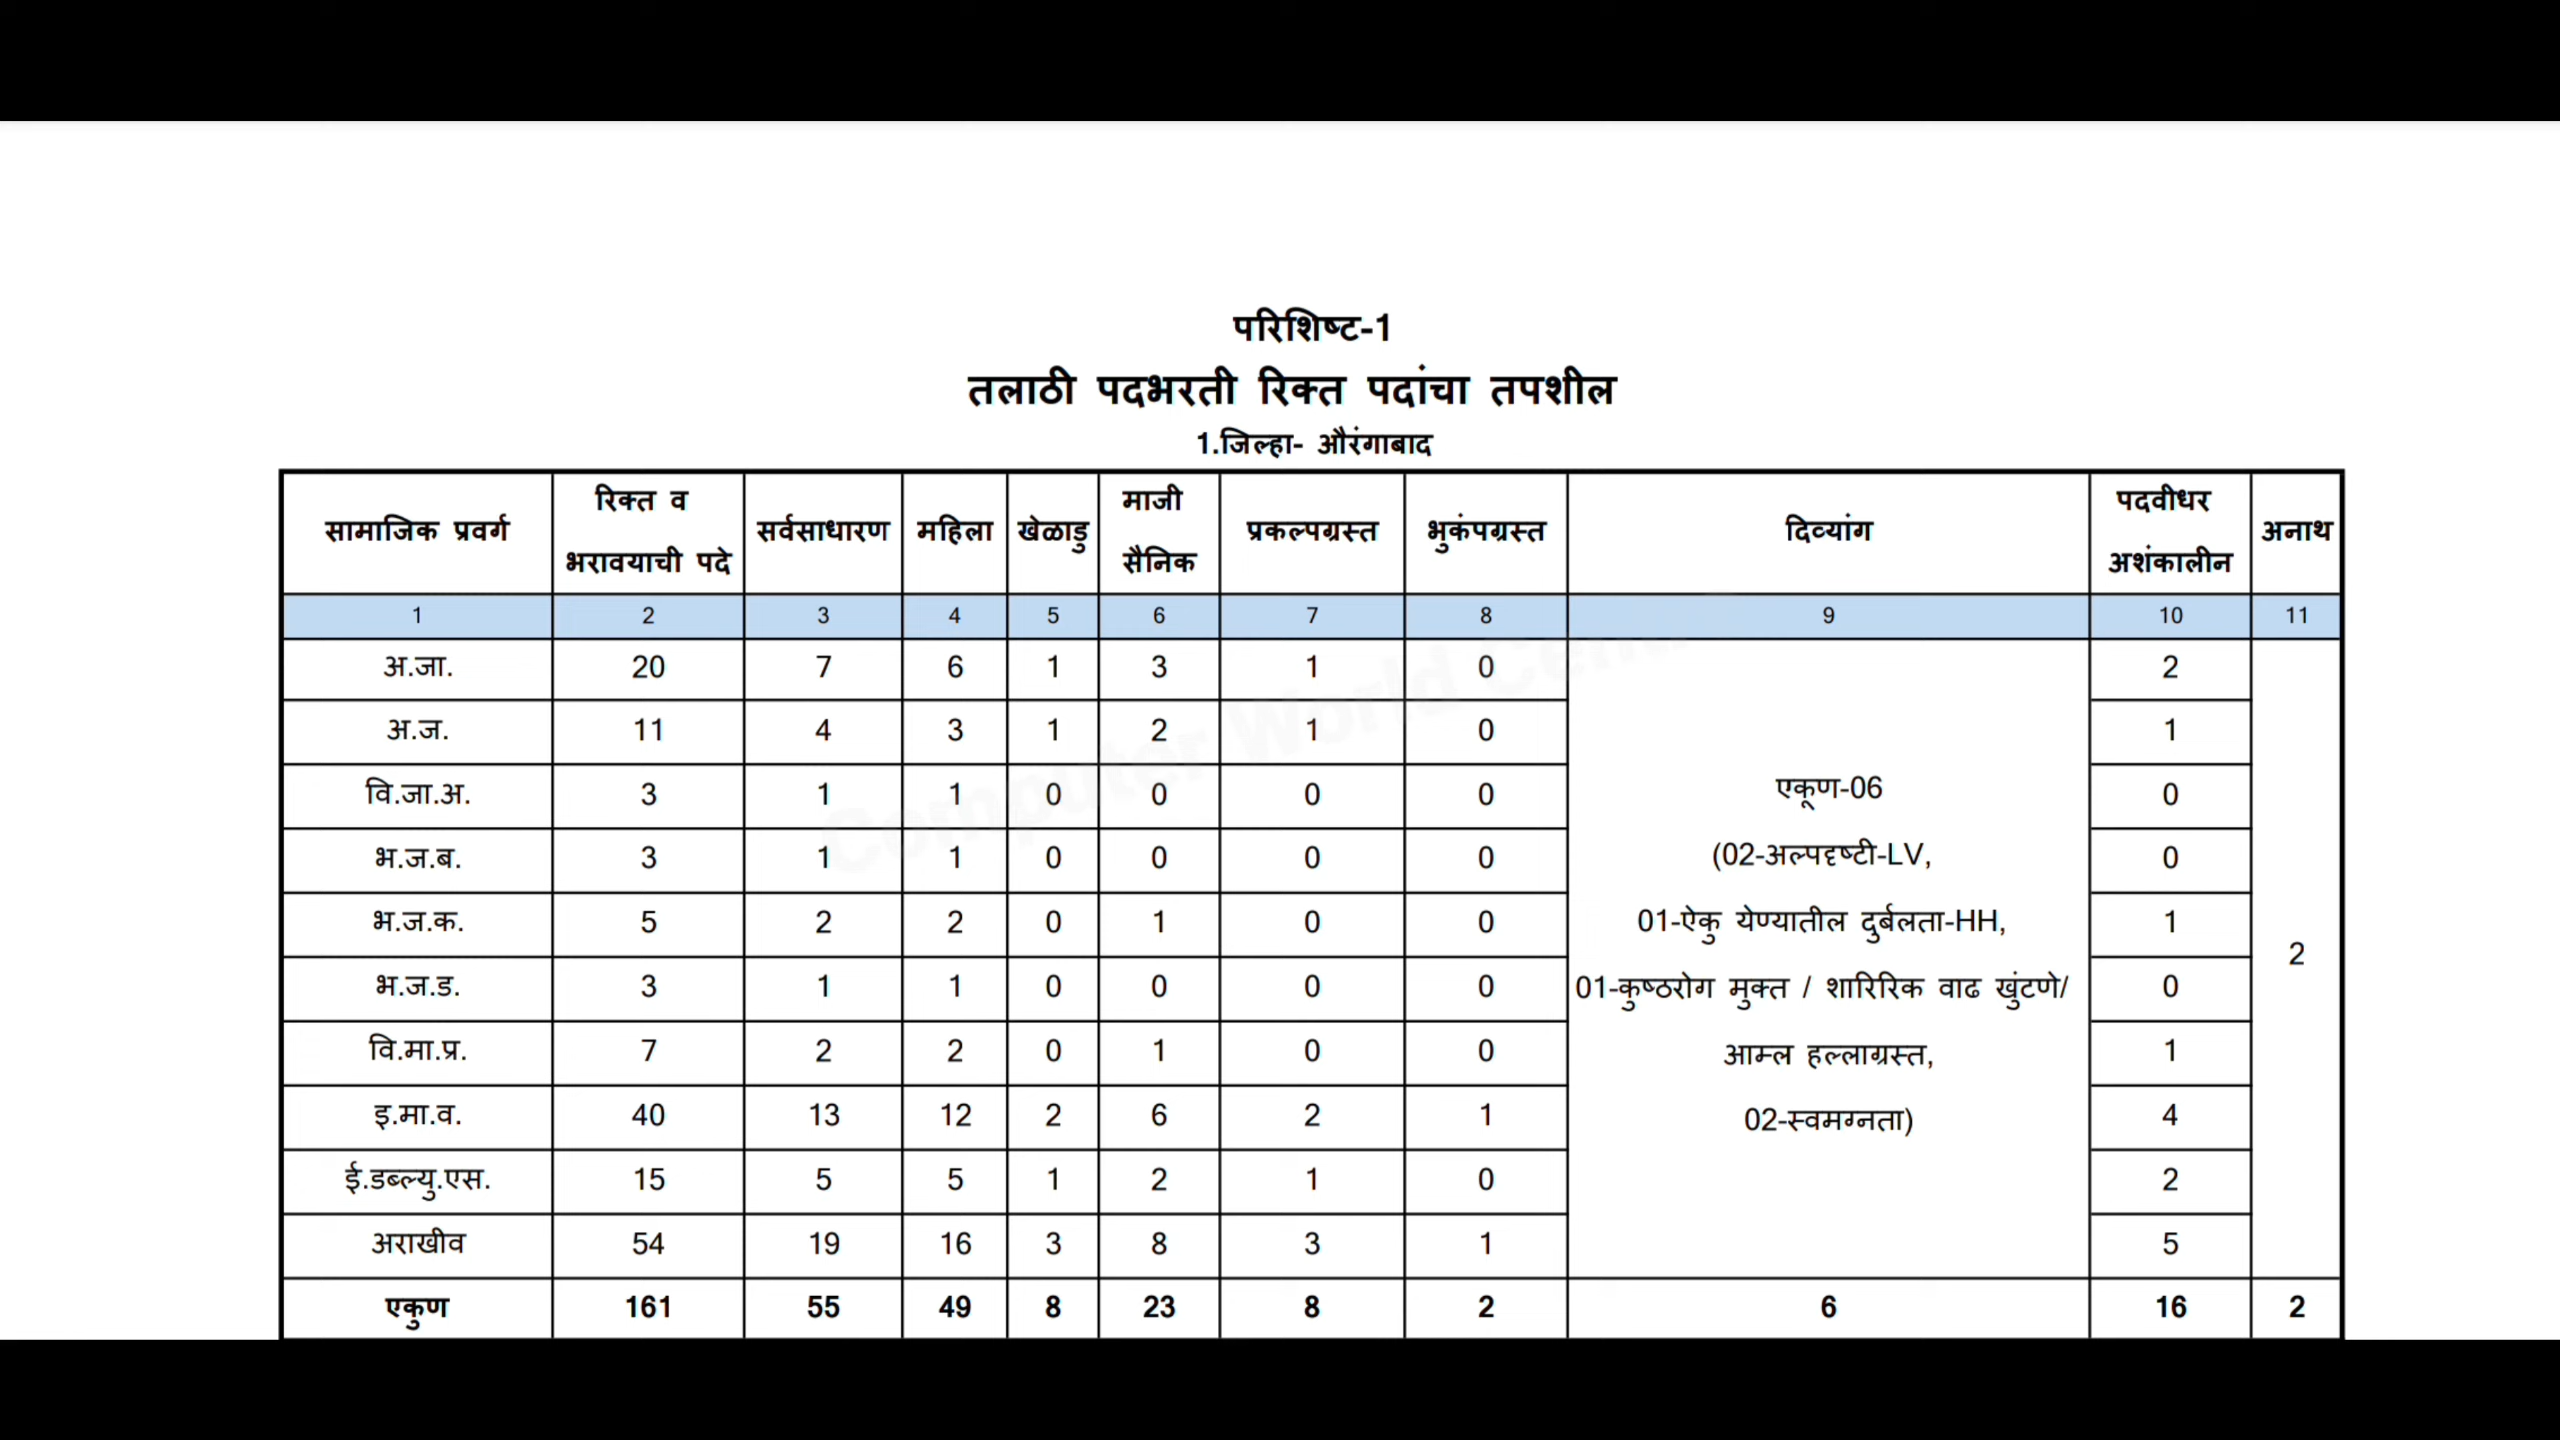 परिशिष्ट-1
तलाठी पदभरती रिक्त पदांचा तपशील
1.जिल्हा- औरंगाबाद
सामाजिक प्रवर्ग रिक्त व भरावयाची पदे सर्वसाधारण महिला खेळाडु माजी सैनिक प्रकल्पग्रस्त भुकंपग्रस्त दिव्यांग पदवीधर अशंकालीन अनाथ
1 2 3 4 5 6 7 8 9 10 11
अ.जा. 20 7 6 1 3 1 0 2
अ.ज. 11 4 3 1 2 1 0 1
वि.जा.अ. 3 1 1 0 0 0 0 0
भ.ज.ब. 3 1 1 0 0 0 0 0
भ.ज.क. 5 2 2 0 1 0 0 1
भ.ज.ड. 3 1 1 0 0 0 0 0
वि.मा.प्र. 7 2 2 0 1 0 0 1
इ.मा.व. 40 13 12 2 6 2 1 4
ई.डब्ल्यु.एस. 15 5 5 1 2 1 0 2
अराखीव 54 19 16 3 8 3 1 5
एकूण-06
(02-अल्पदृष्टी-LV,
01-ऐकु येण्यातील दुर्बलता-HH,
01-कुष्ठरोग मुक्त / शारिरिक वाढ खुंटणे/
आम्ल हल्लाग्रस्त,
02-स्वमग्नता)
2
एकुण 161 55 49 8 23 8 2 6 16 2
Computer World